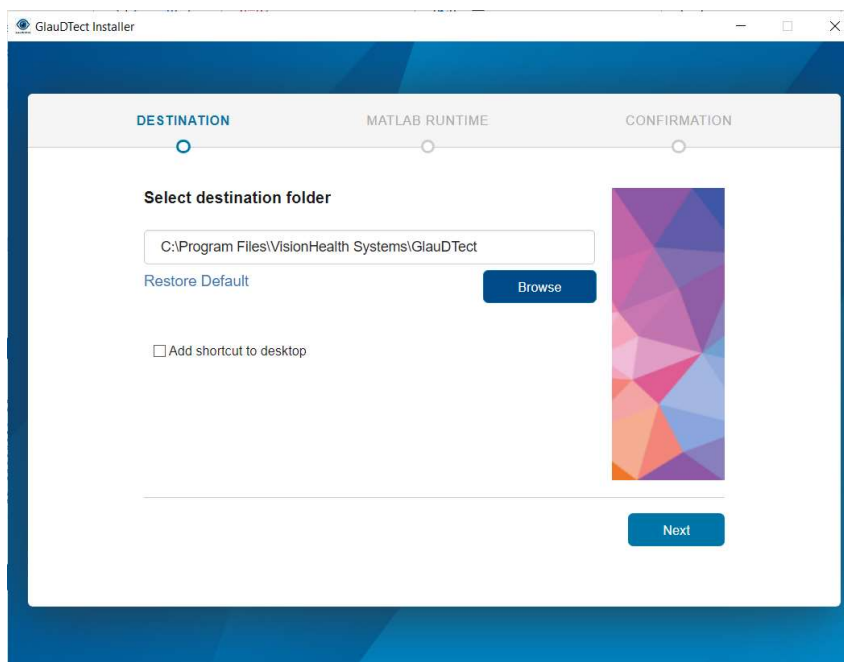 GlauDTect Installer
DESTINATION MATLAB RUNTIME CONFIRMATION
Select destination folder
C:\Program Files\VisionHealth Systems\GlauDTect
Restore Default Browse
Add shortcut to desktop
Next